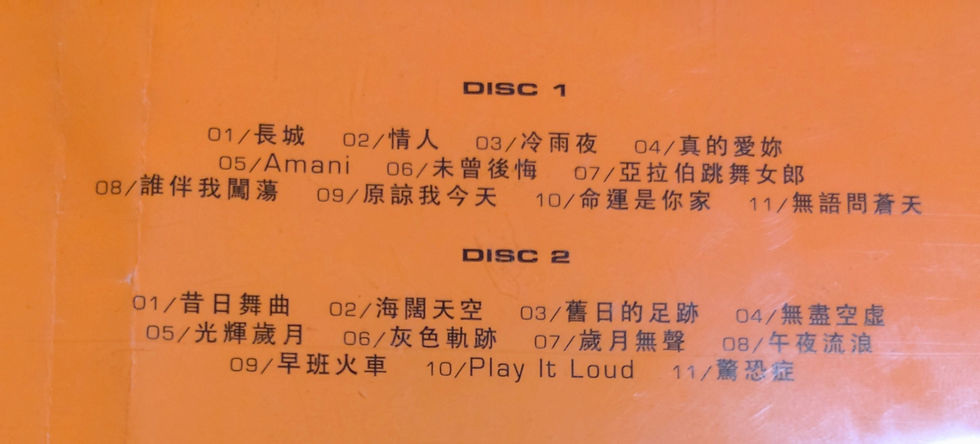 DISC 1
01/長城 02/情人 03/冷雨夜 04/真的愛妳
05/Amani 06/未曾後悔 07/亞拉伯跳舞女郎
08/誰伴我闖蕩 09/原諒我今天 10/命運是你家 11/無語問蒼天
DISC 2
01/昔日舞曲 02/海闊天空 03/舊日的足跡 04/無盡空虛
05/光輝歲月 06/灰色軌跡 07/歲月無聲 08/午夜流浪
09/早班火車 10/Play It Loud 11/驚恐症